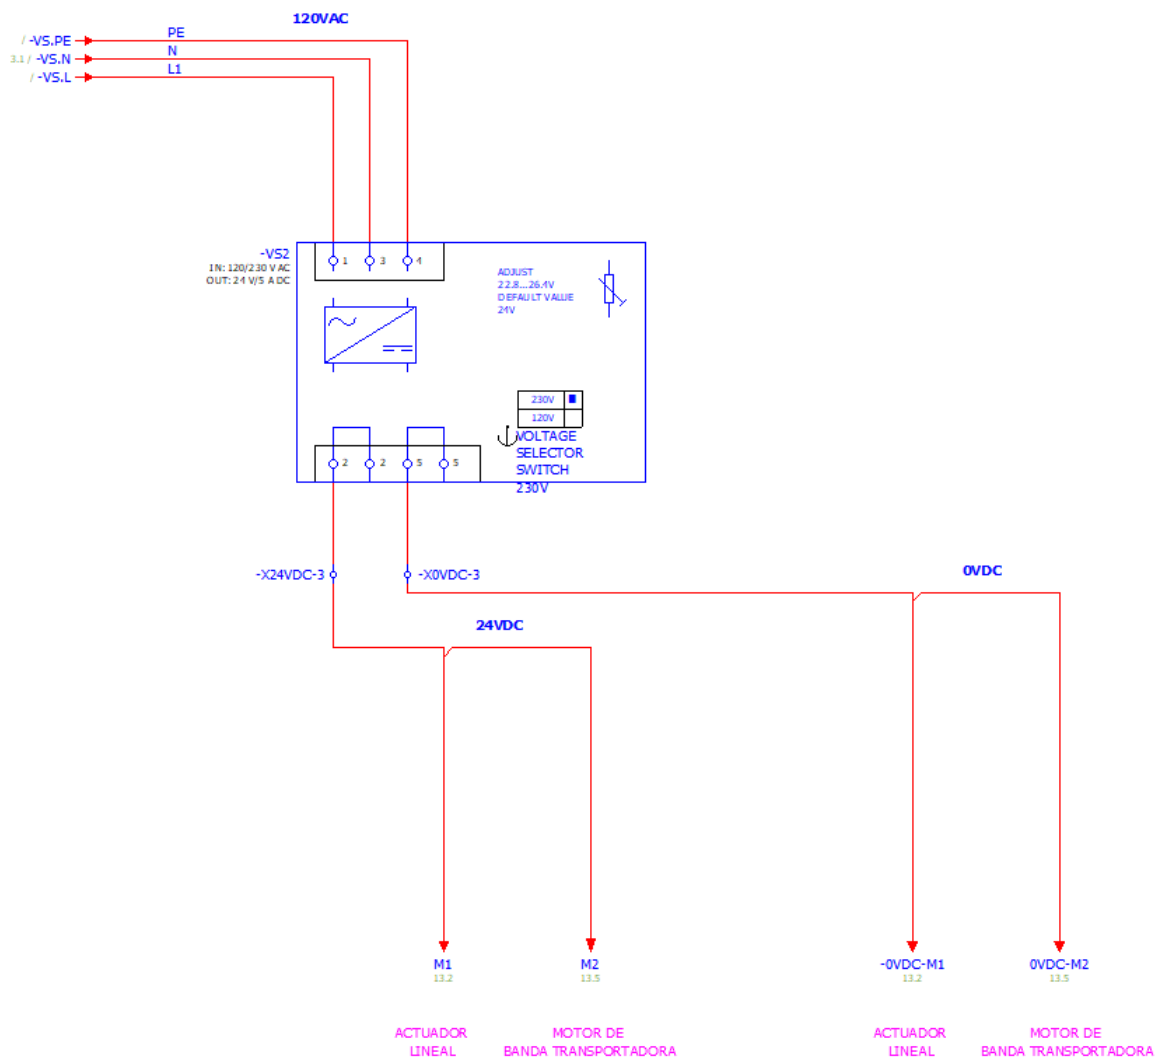 120VAC
/ -VS.PE
PE
3.1 / -VS.N
N
/ -VS.L
L1
-VS2
IN: 120/230 V AC
OUT: 24 V/5 A DC
1
3
4
ADJUST
22.8...26.4V
DEFAULT VALUE
24V
230V
120V
VOLTAGE
SELECTOR
SWITCH
230V
2
2
5
5
-X24VDC-3
-X0VDC-3
0VDC
24VDC
M1
13.2
M2
13.5
-0VDC-M1
13.2
0VDC-M2
13.5
ACTUADOR
LINEAL
MOTOR DE
BANDA TRANSPORTADORA
ACTUADOR
LINEAL
MOTOR DE
BANDA TRANSPORTADORA